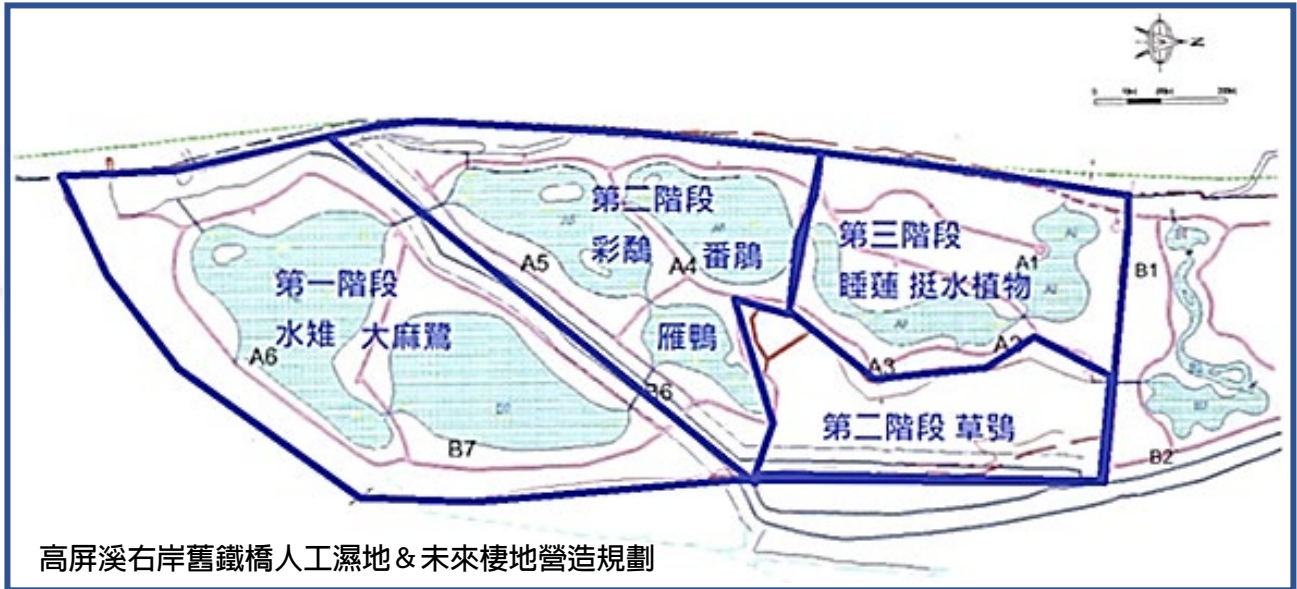 N
第二階段
彩鷸
番鵑
A5
A4
第三階段
睡蓮 挺水植物
A1
B1
第一階段
水雉
大麻鷺
A6
雁鴨
B6
A2
A3
第二階段 草鴞
B7
B2
高屏溪右岸舊鐵橋人工濕地&未來棲地營造規劃